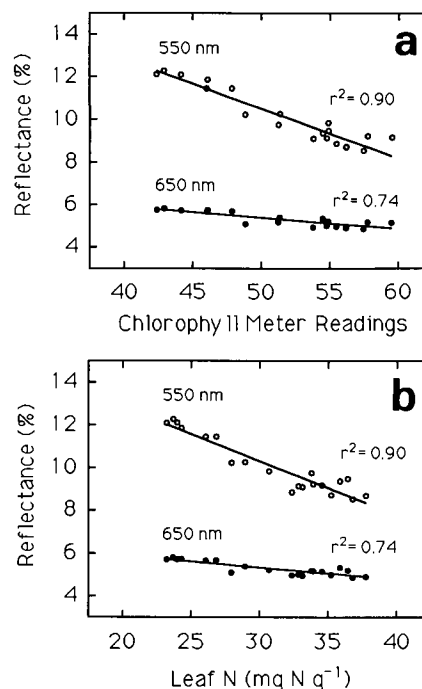 a
14
12
10
8
6
4
550 nm
r² = 0.90
650 nm
r² = 0.74
Reflectance (%)
40 45 50 55 60
Chlorophyll Meter Readings
b
14
12
10
8
6
4
550 nm
r² = 0.90
650 nm
r² = 0.74
Reflectance (%)
20 25 30 35 40
Leaf N (mg N g⁻¹)